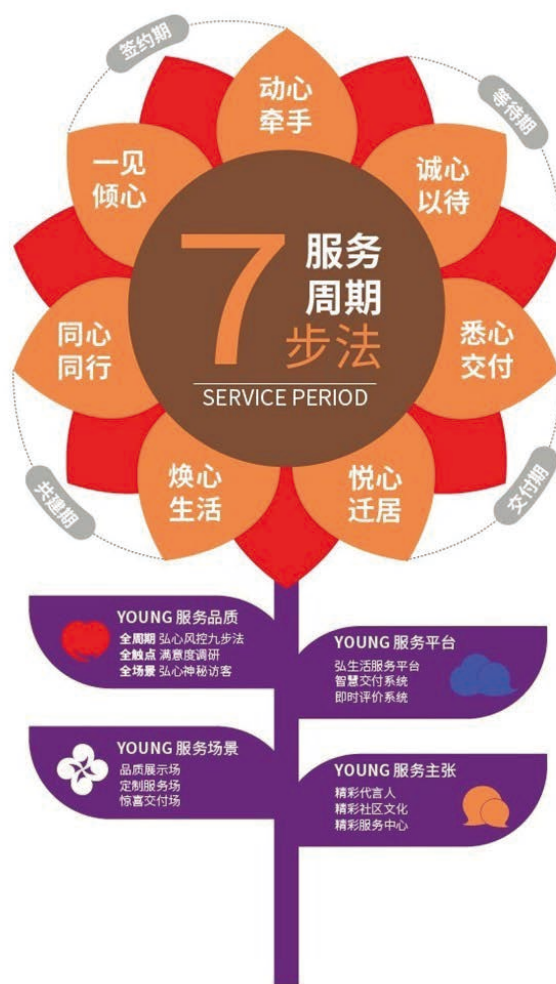 签约期
等待期
动心
牵手
一见
倾心
诚心
以待
7
服务
周期
步法
SERVICE PERIOD
同心
同行
悉心
交付
焕心
生活
悦心
迁居
共建期
交付期
YOUNG 服务品质
全周期 弘心风控九步法
全触点 满意度调研
全场景 弘心神秘访客
YOUNG 服务平台
弘生活服务平台
智慧交付系统
即时评价系统
YOUNG 服务场景
品质展示场
定制服务场
惊喜交付场
YOUNG 服务主张
精彩代言人
精彩社区文化
精彩服务中心